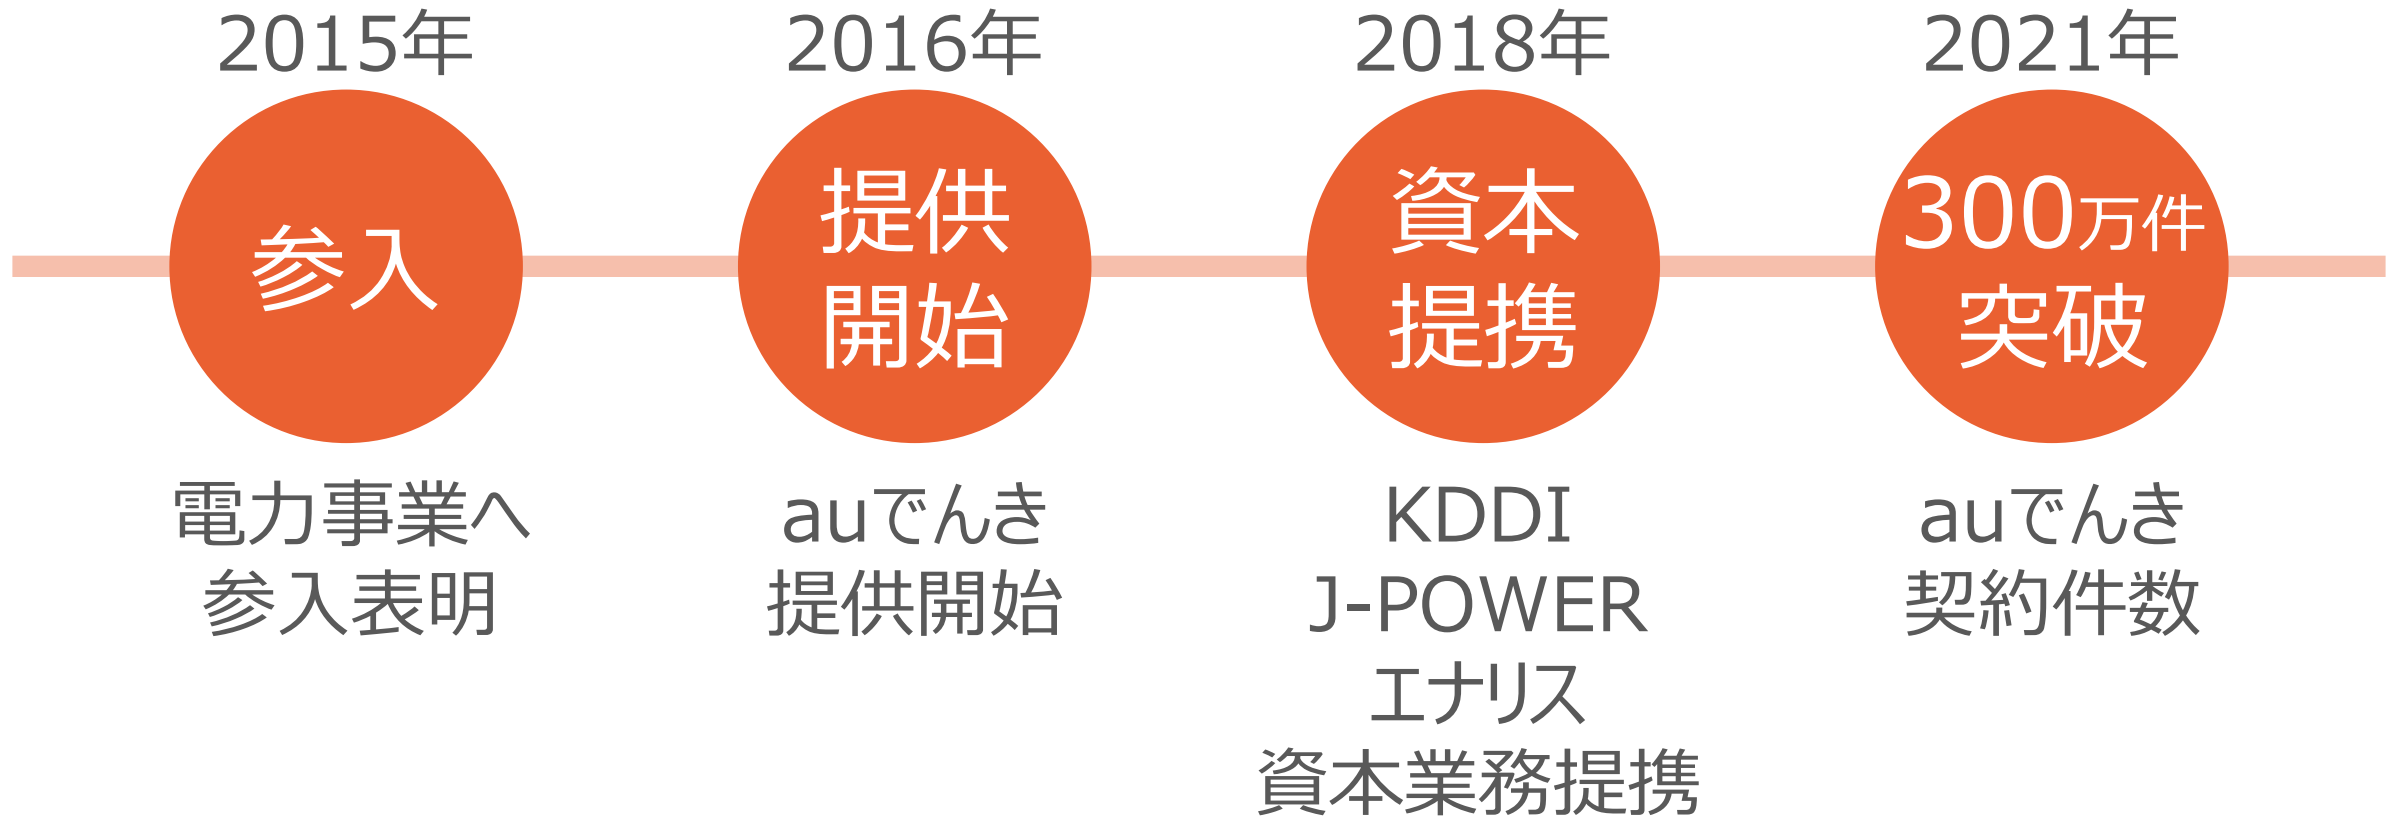 2015年
参入
電力事業へ
参入表明
2016年
提供
開始
auでんき
提供開始
2018年
資本
提携
KDDI
J-POWER
エナリス
資本業務提携
2021年
300万件
突破
auでんき
契約件数